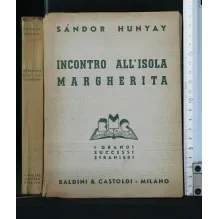 SÁNDOR HUNYAY
INCONTRO ALL'ISOLA
MARGHERITA
I GRANDI
SUCCESSI
STRANIERI
BALDINI & CASTOLDI - MILANO